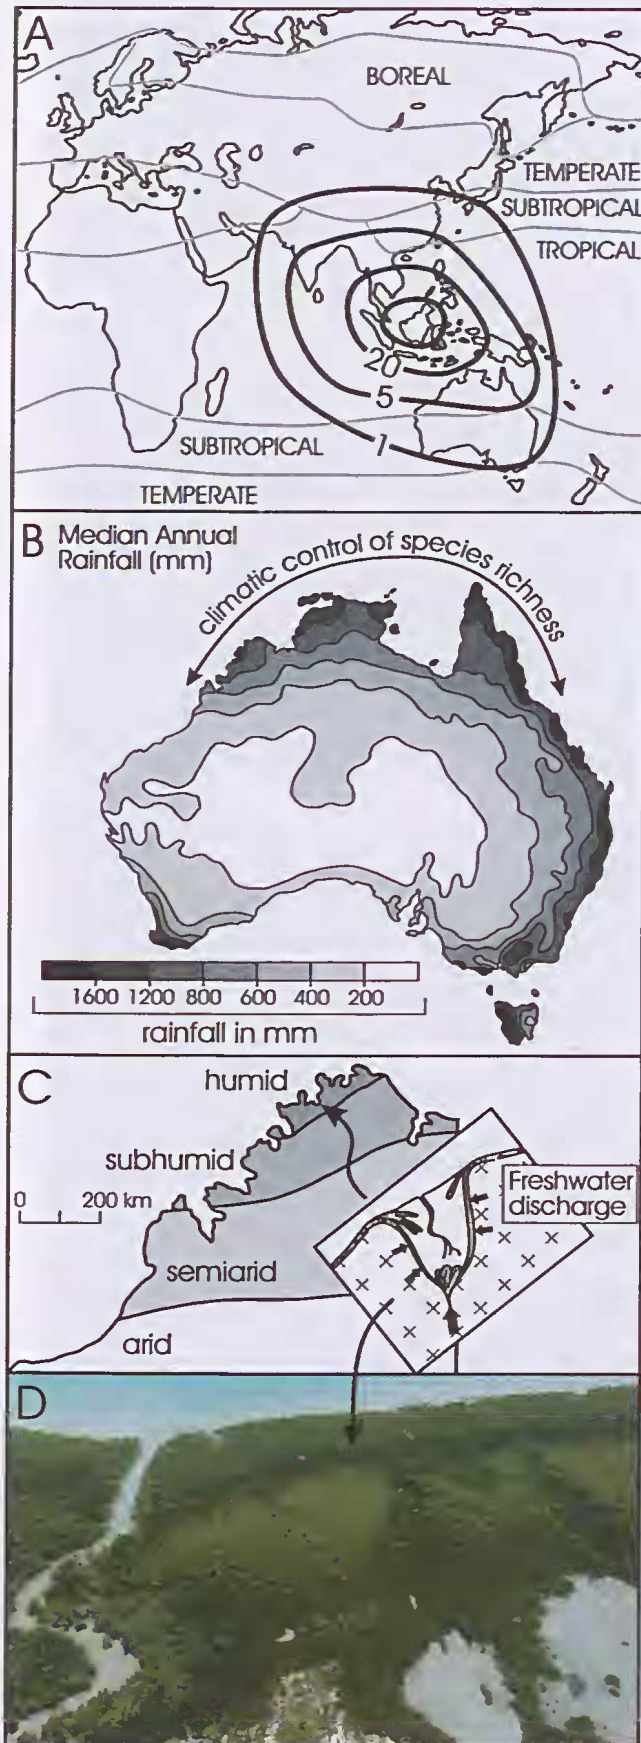 A
BOREAL
TEMPERATE
SUBTROPICAL
TROPICAL
20
5
1
SUBTROPICAL
TEMPERATE
B Median Annual
Rainfall (mm)
climatic control of species richness
1600 1200 800 600 400 200
rainfall in mm
C
humid
subhumid
0 200 km
Freshwater
discharge
semiarid
arid
D